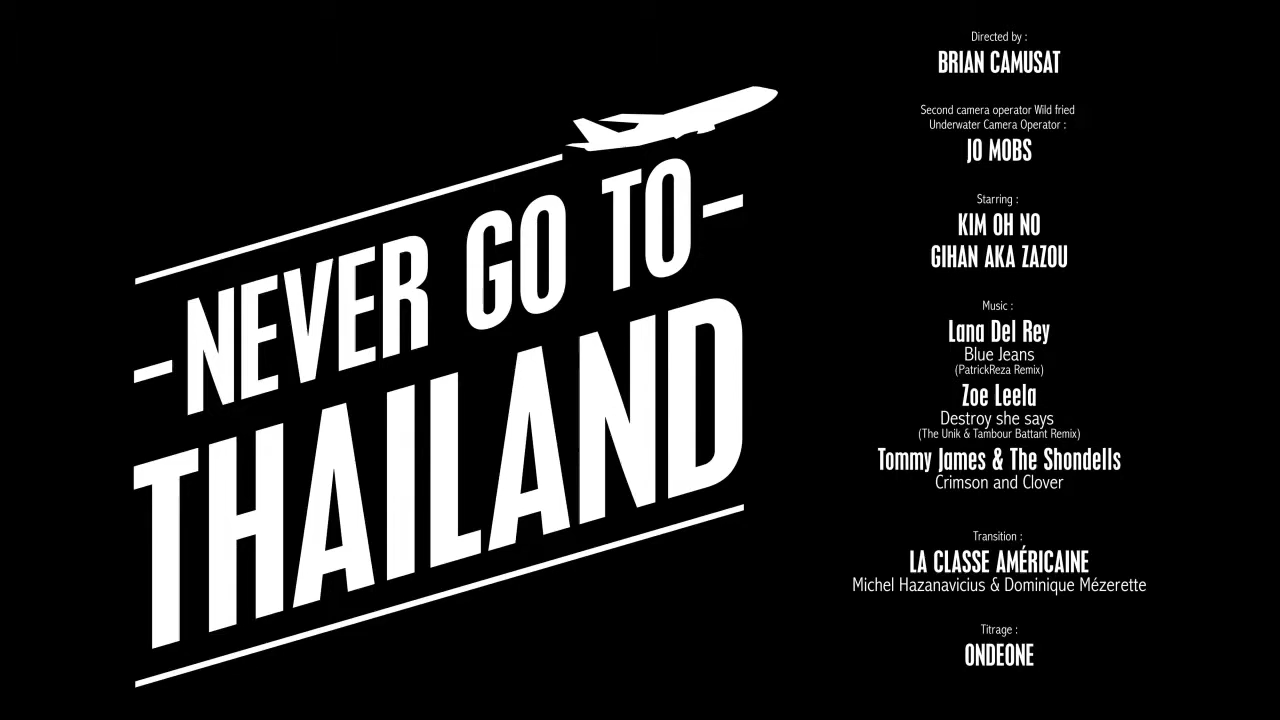 NEVER GO TO
THAILAND
Directed by :
BRIAN CAMUSAT
Second camera operator Wild fried
Underwater Camera Operator :
JO MOBS
Starring :
KIM OH NO
GIHAN AKA ZAZOU
Music :
Lana Del Rey
Blue Jeans
(PatrickReza Remix)
Zoe Leela
Destroy she says
(The Unik & Tambour Battant Remix)
Tommy James & The Shondells
Crimson and Clover
Transition :
LA CLASSE AMÉRICAINE
Michel Hazanavicius & Dominique Mézerette
Titrage :
ONDEONE